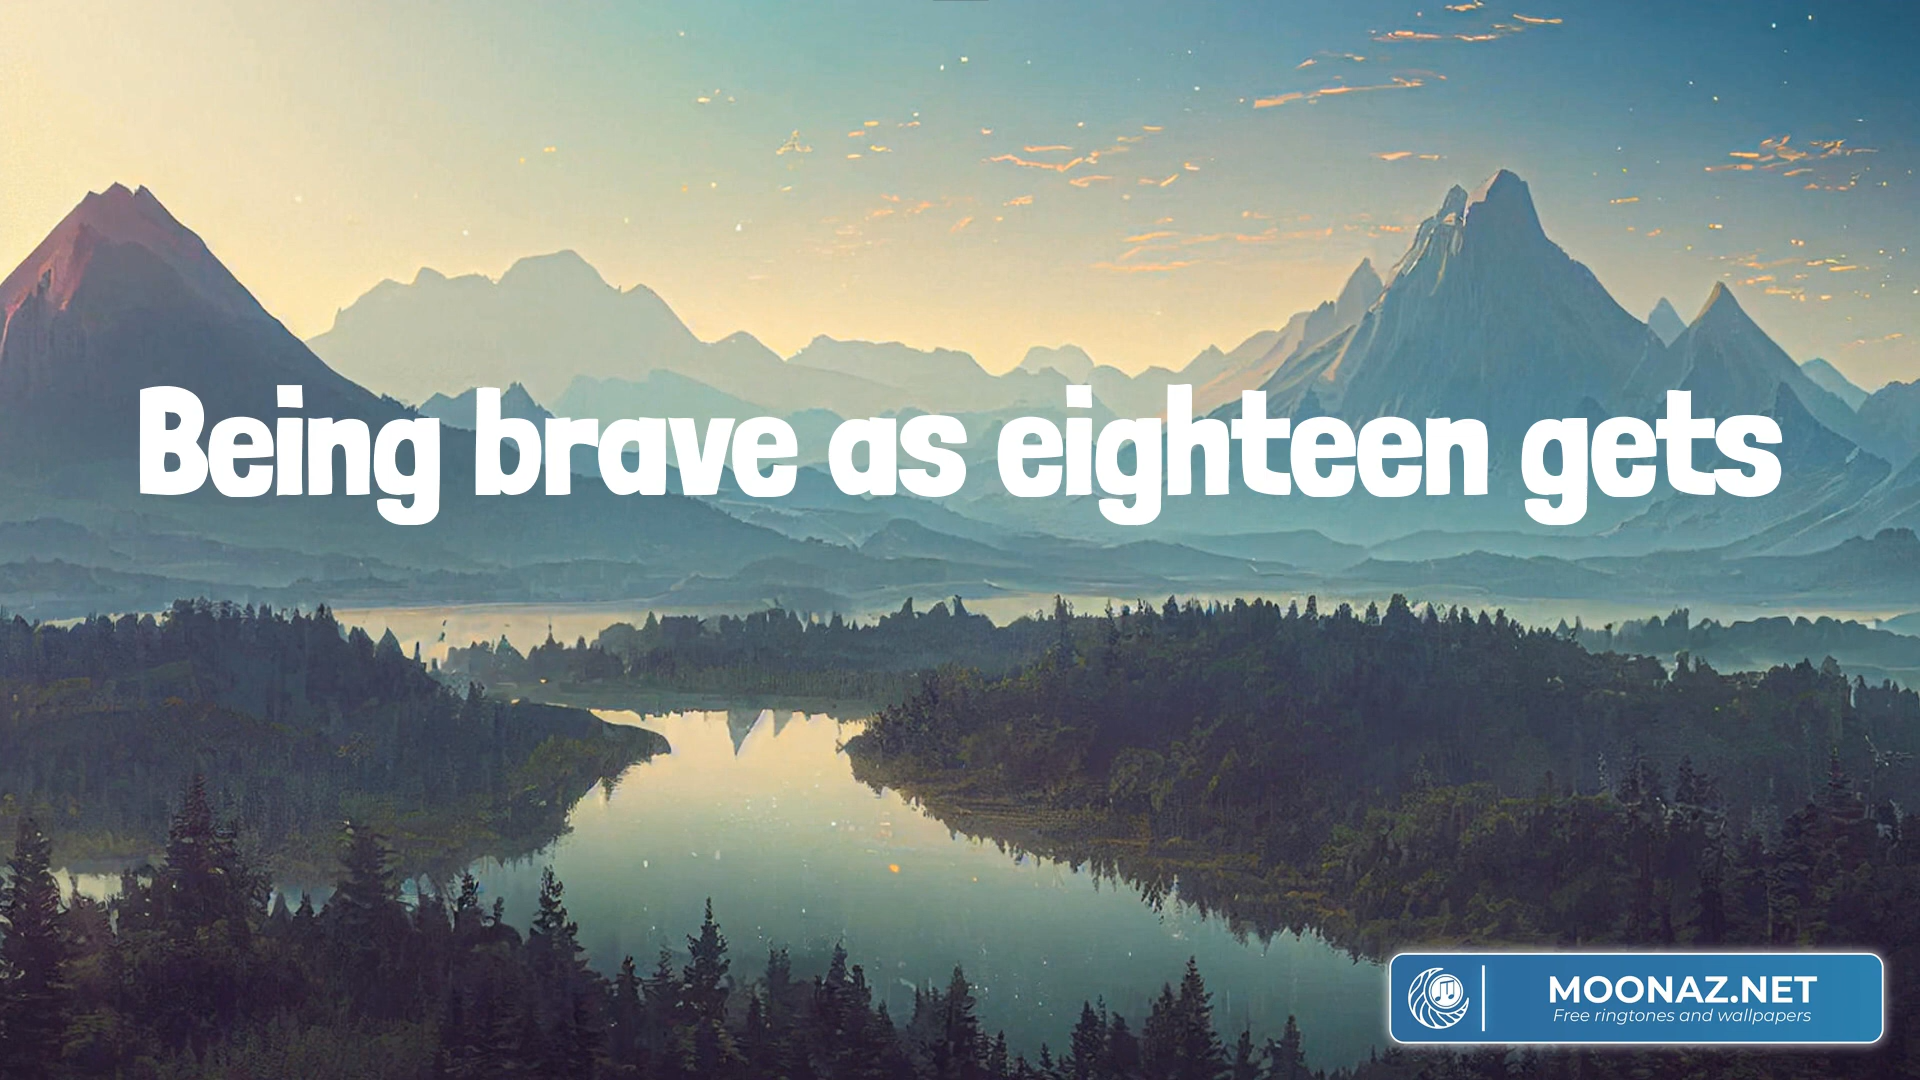 Being brave as eighteen gets
MOONAZ.NET
Free ringtones and wallpapers